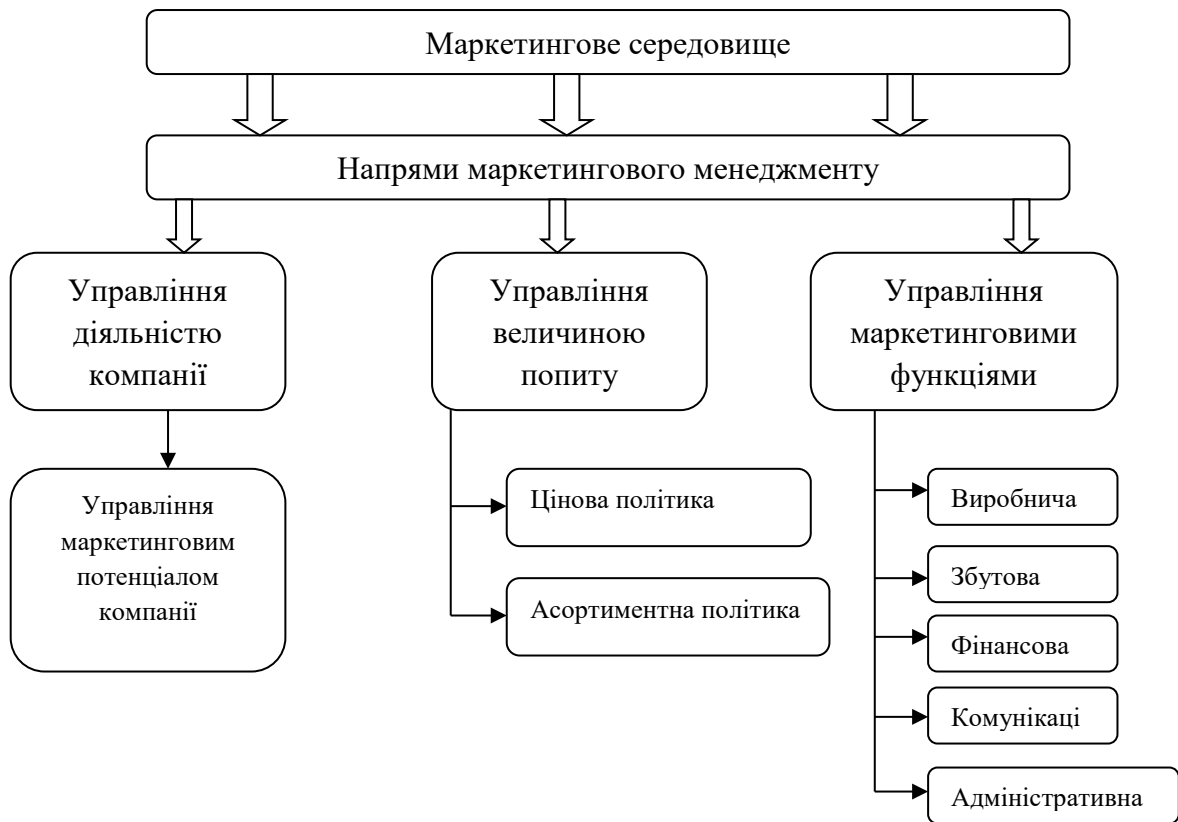 Маркетингове середовище
Напрями маркетингового менеджменту
Управління
діяльністю
компанії
Управління
маркетинговим
потенціалом
компанії
Управління
величиною
попиту
Цінова політика
Асортиментна політика
Управління
маркетинговими
функціями
Виробнича
Збутова
Фінансова
Комунікаці
Адміністративна